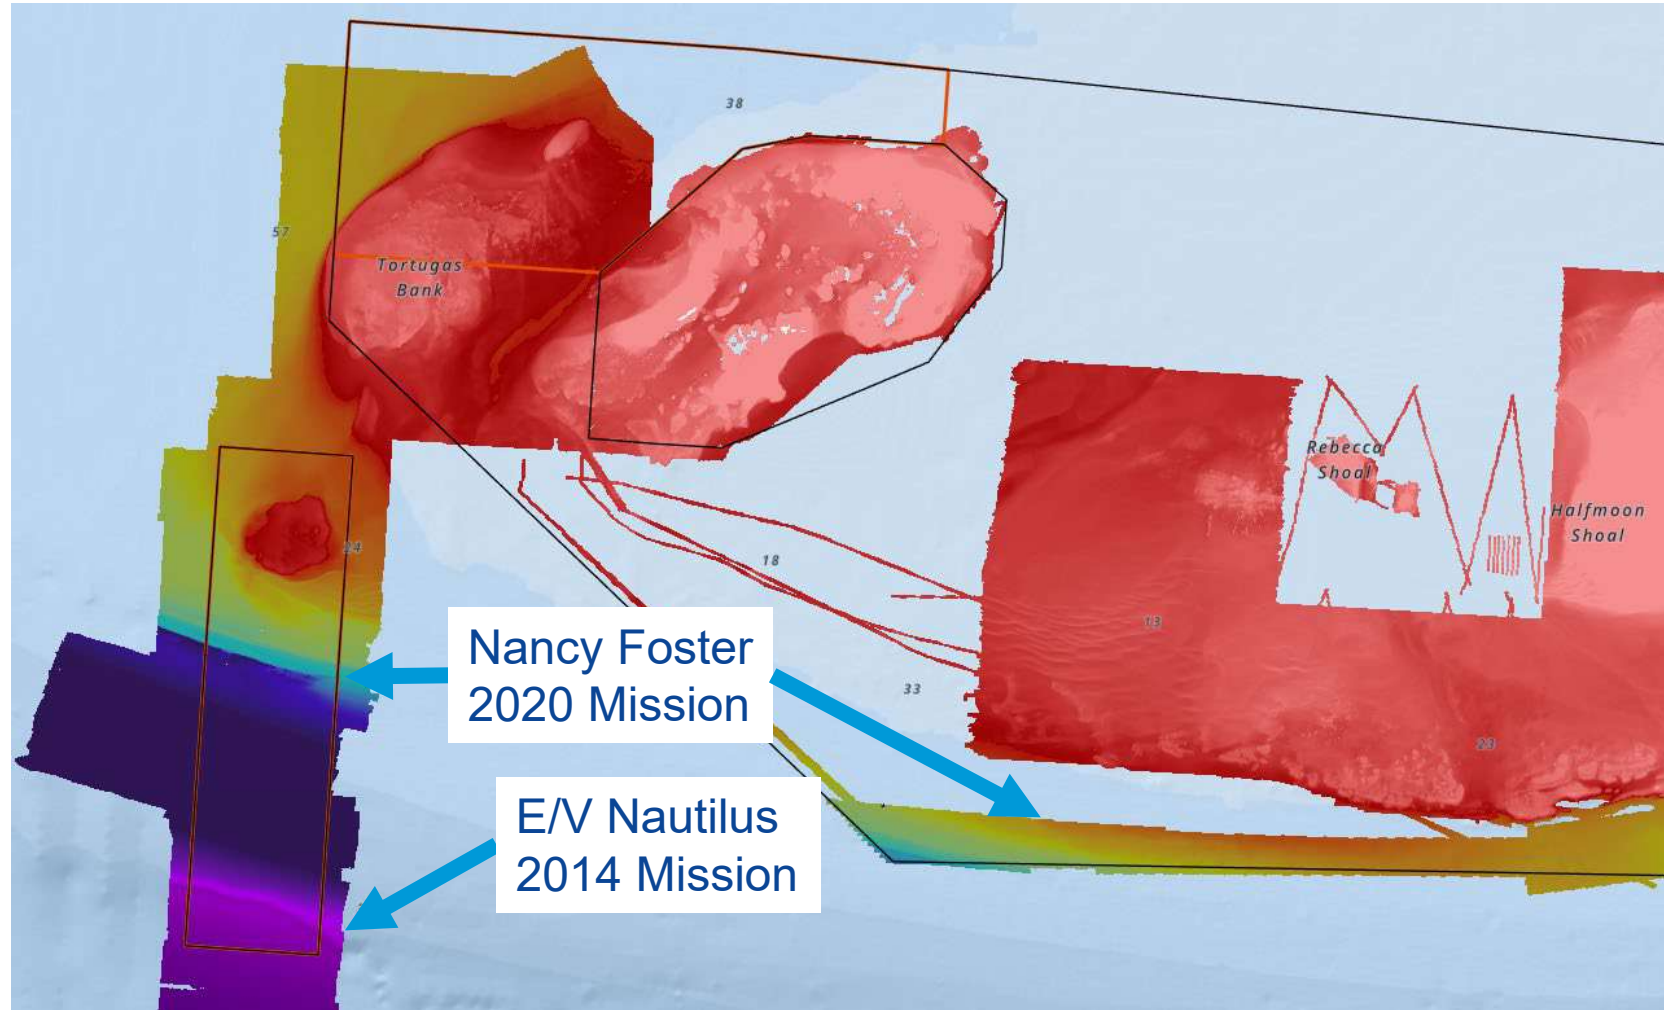 38
57
Tortugas
Bank
Rebecca
Shoal
Halfmoon
Shoal
24
18
13
Nancy Foster
2020 Mission
33
23
E/V Nautilus
2014 Mission